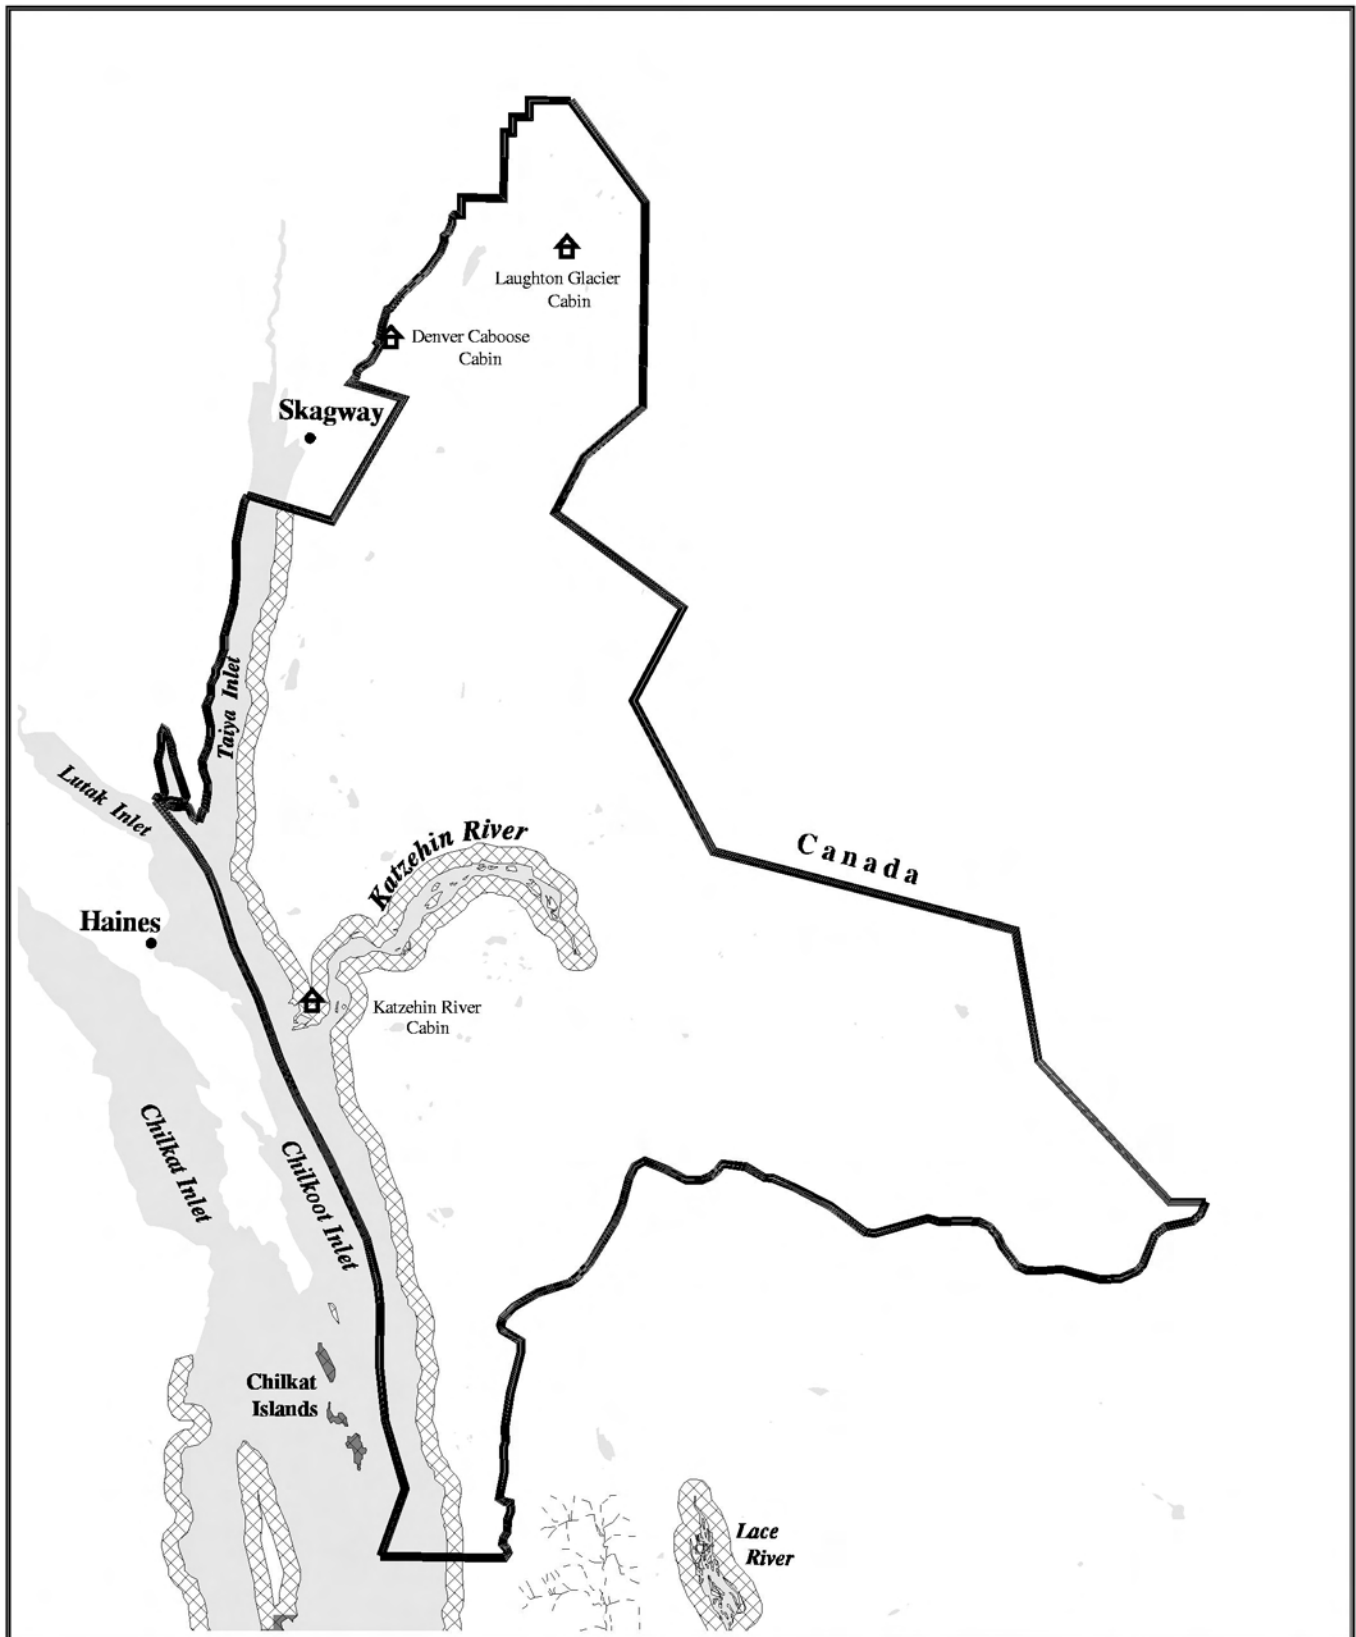 Laughton Glacier
Cabin
Denver Caboose
Cabin
Skagway
Taiya Inlet
Lutak Inlet
Katzehin River
Canada
Haines
Katzehin River
Cabin
Chilkat Inlet
Chilkoot Inlet
Chilkat
Islands
Lace
River